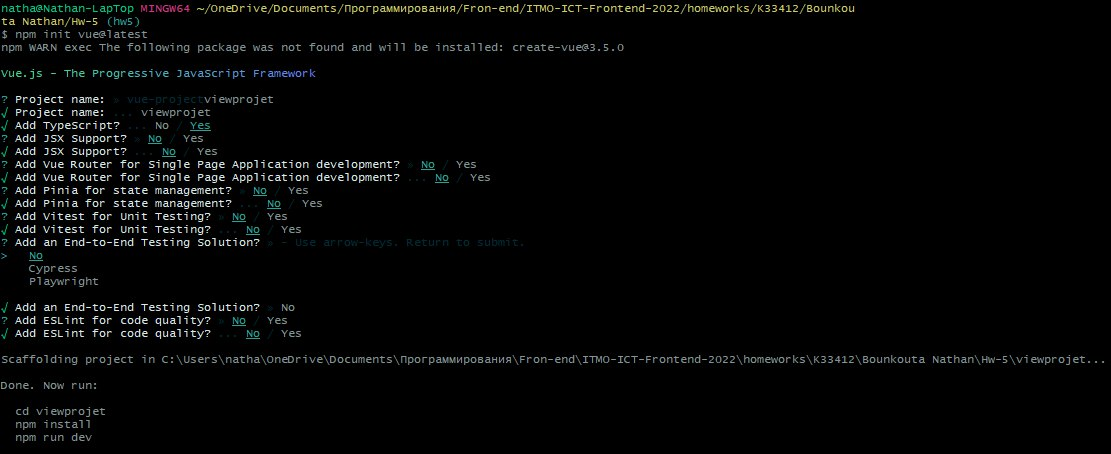 natha@Nathan-LapTop MINGW64 ~/OneDrive/Documents/Программирования/Fron-end/ITMO-ICT-Frontend-2022/homeworks/K33412/Bounkou
ta Nathan/Hw-5 (hw5)
$ npm init vue@latest
npm WARN exec The following package was not found and will be installed: create-vue@3.5.0
Vue.js - The Progressive JavaScript Framework
? Project name: » vue-projectviewprojet
√ Project name: ... viewprojet
√ Add TypeScript? ... No / Yes
? Add JSX Support? » No / Yes
√ Add JSX Support? ... No / Yes
? Add Vue Router for Single Page Application development? » No / Yes
√ Add Vue Router for Single Page Application development? ... No / Yes
? Add Pinia for state management? » No / Yes
√ Add Pinia for state management? ... No / Yes
? Add Vitest for Unit Testing? » No / Yes
√ Add Vitest for Unit Testing? ... No / Yes
? Add an End-to-End Testing Solution? » - Use arrow-keys. Return to submit.
> No
Cypress
Playwright
√ Add an End-to-End Testing Solution? » No
? Add ESLint for code quality? » No / Yes
√ Add ESLint for code quality? ... No / Yes
Scaffolding project in C:\Users\natha\OneDrive\Documents\Программирования\Fron-end\ITMO-ICT-Frontend-2022\homeworks\K33412\Bounkouta Nathan\Hw-5\viewprojet...
Done. Now run:
cd viewprojet
npm install
npm run dev